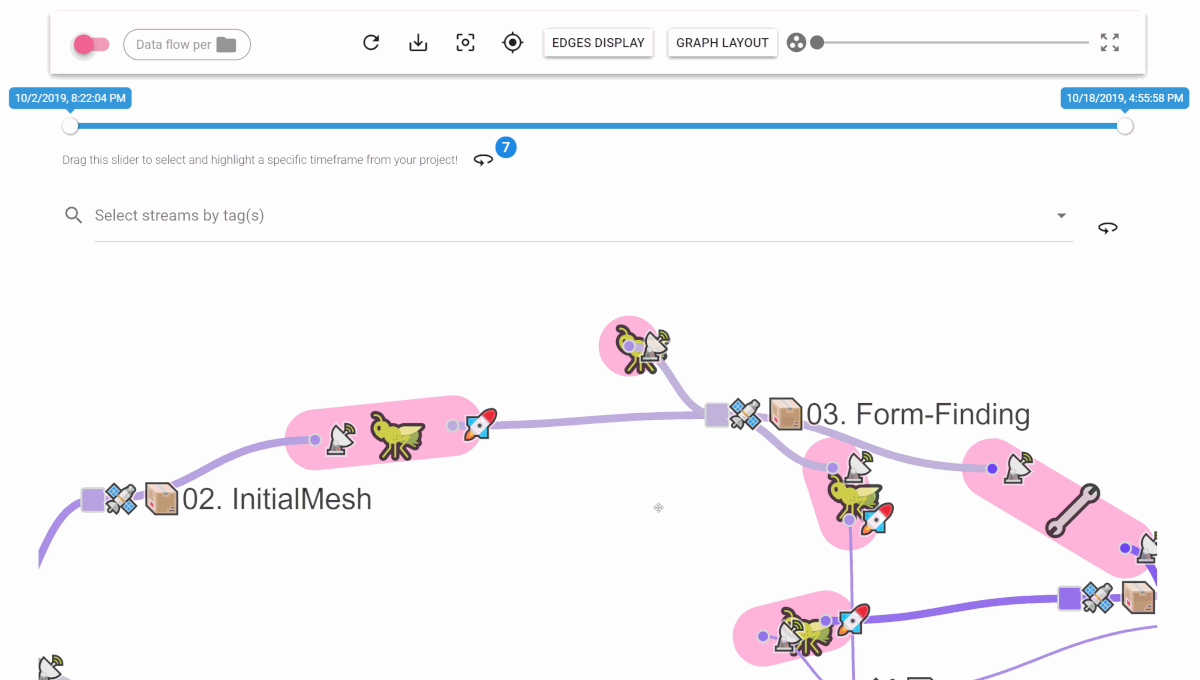 Data flow per
EDGES DISPLAY
GRAPH LAYOUT
10/2/2019, 8:22:04 PM
10/18/2019, 4:55:58 PM
Drag this slider to select and highlight a specific timeframe from your project!
7
Select streams by tag(s)
03. Form-Finding
02. InitialMesh